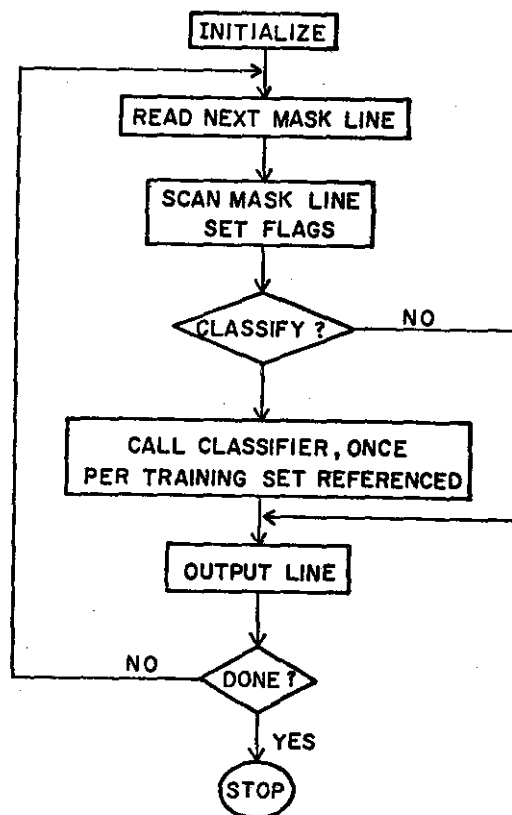 INITIALIZE
READ NEXT MASK LINE
SCAN MASK LINE
SET FLAGS
CLASSIFY ?
NO
CALL CLASSIFIER, ONCE
PER TRAINING SET REFERENCED
OUTPUT LINE
NO
DONE ?
YES
STOP